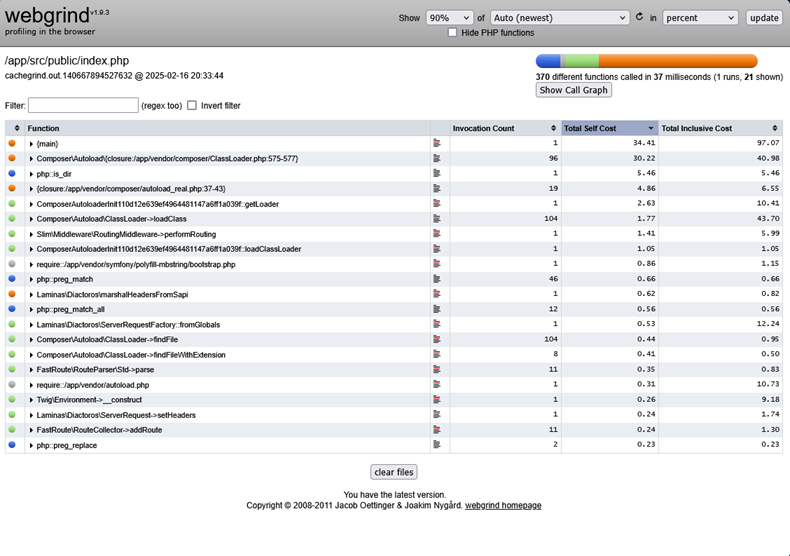 webgrind v1.9.3
profiling in the browser
Show 90% of Auto (newest) in percent update
Hide PHP functions
/app/src/public/index.php
cachegrind.out.140667894527632 @ 2025-02-16 20:33:44
370 different functions called in 37 milliseconds (1 runs, 21 shown)
Show Call Graph
Filter: (regex too) Invert filter
Function Invocation Count Total Self Cost Total Inclusive Cost
{main} 1 34.41 97.07
Composer\Autoload\{closure:/app/vendor/composer/ClassLoader.php:575-577} 96 30.22 40.98
php::is_dir 1 5.46 5.46
{closure:/app/vendor/composer/autoload_real.php:37-43} 19 4.86 6.55
ComposerAutoloaderInit110d12e639ef4964481147a6ff1a039f::getLoader 1 2.63 10.41
Composer\Autoload\ClassLoader->loadClass 104 1.77 43.70
Slim\Middleware\RoutingMiddleware->performRouting 1 1.41 5.99
ComposerAutoloaderInit110d12e639ef4964481147a6ff1a039f::loadClassLoader 1 1.05 1.05
require::/app/vendor/symfony/polyfill-mbstring/bootstrap.php 1 0.86 1.15
php::preg_match 46 0.66 0.66
Laminas\Diactoros\marshalHeadersFromSapi 1 0.62 0.82
php::preg_match_all 12 0.56 0.56
Laminas\Diactoros\ServerRequestFactory::fromGlobals 1 0.53 12.24
Composer\Autoload\ClassLoader->findFile 104 0.44 0.95
Composer\Autoload\ClassLoader->findFileWithExtension 8 0.41 0.50
FastRoute\RouteParser\Std->parse 11 0.35 0.83
require::/app/vendor/autoload.php 1 0.31 10.73
Twig\Environment->__construct 1 0.26 9.18
Laminas\Diactoros\ServerRequest->setHeaders 1 0.24 1.74
FastRoute\RouteCollector->addRoute 11 0.24 1.30
php::preg_replace 2 0.23 0.23
clear files
You have the latest version.
Copyright © 2008-2011 Jacob Oettinger & Joakim Nygård. webgrind homepage